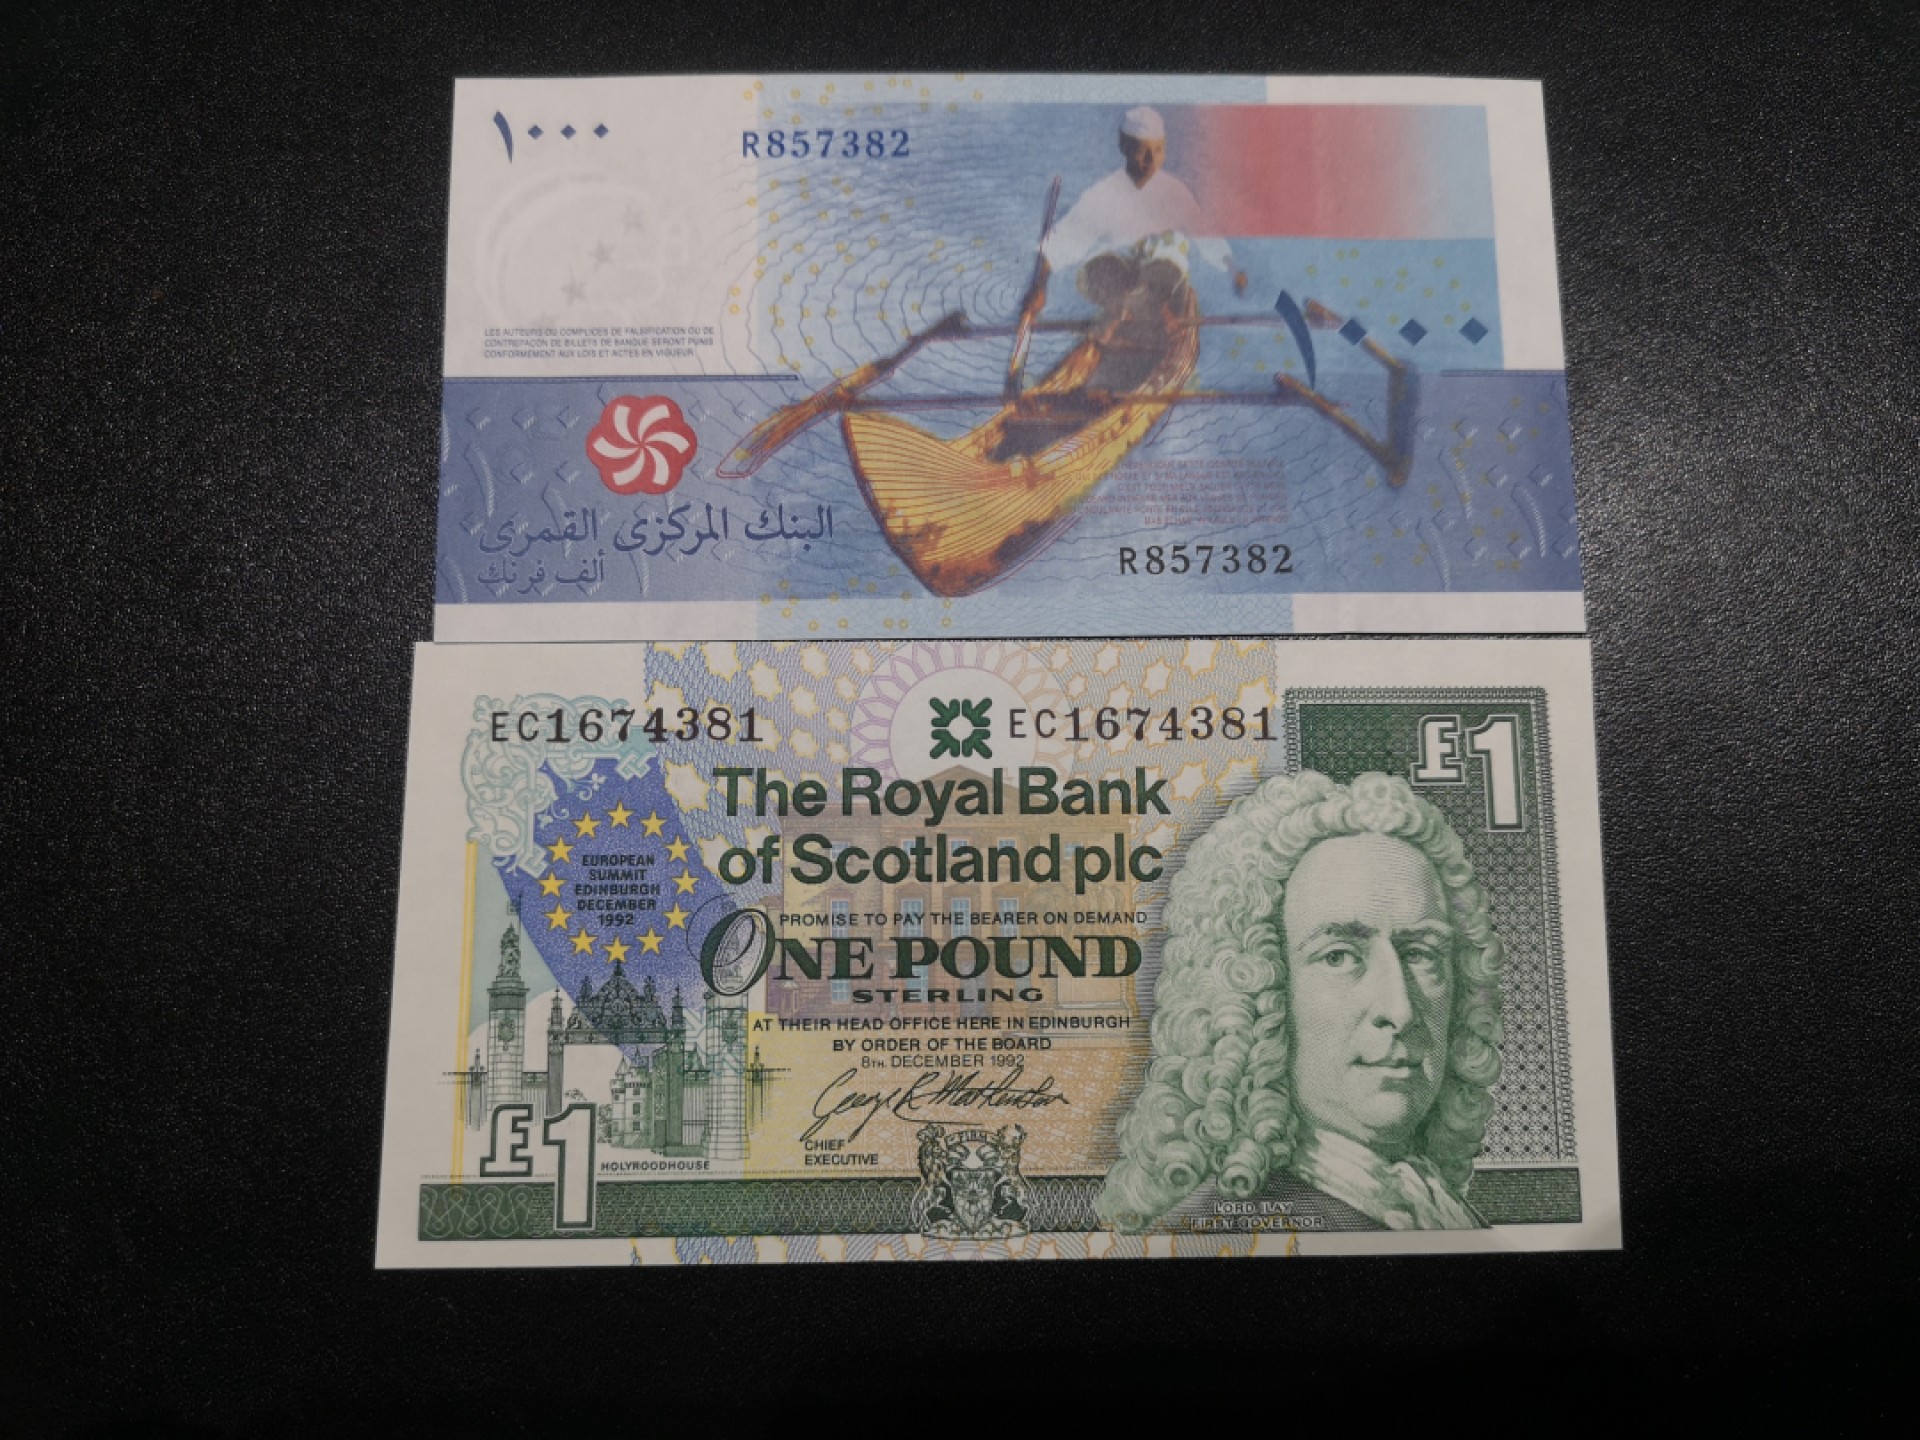 ١٠٠٠
R857382
LES AUTEURS OU COMPLICES DE FALSIFICATION OU DE
CONTREFAÇON DE BILLETS DE BANQUE SERONT PUNIS
CONFORMEMENT AUX LOIS ET ACTES EN VIGUEUR
١٠٠٠
البنك المركزى القمرى
ألف فرنك
R857382
EC1674381
EC1674381
£1
The Royal Bank
of Scotland plc
EUROPEAN
SUMMIT
EDINBURGH
DECEMBER
1992
PROMISE TO PAY THE BEARER ON DEMAND
ONE POUND
STERLING
AT THEIR HEAD OFFICE HERE IN EDINBURGH
BY ORDER OF THE BOARD
8TH DECEMBER 1992
CHIEF
EXECUTIVE
FIRM
£1
HOLYROODHOUSE
LORD ILAY
FIRST GOVERNOR